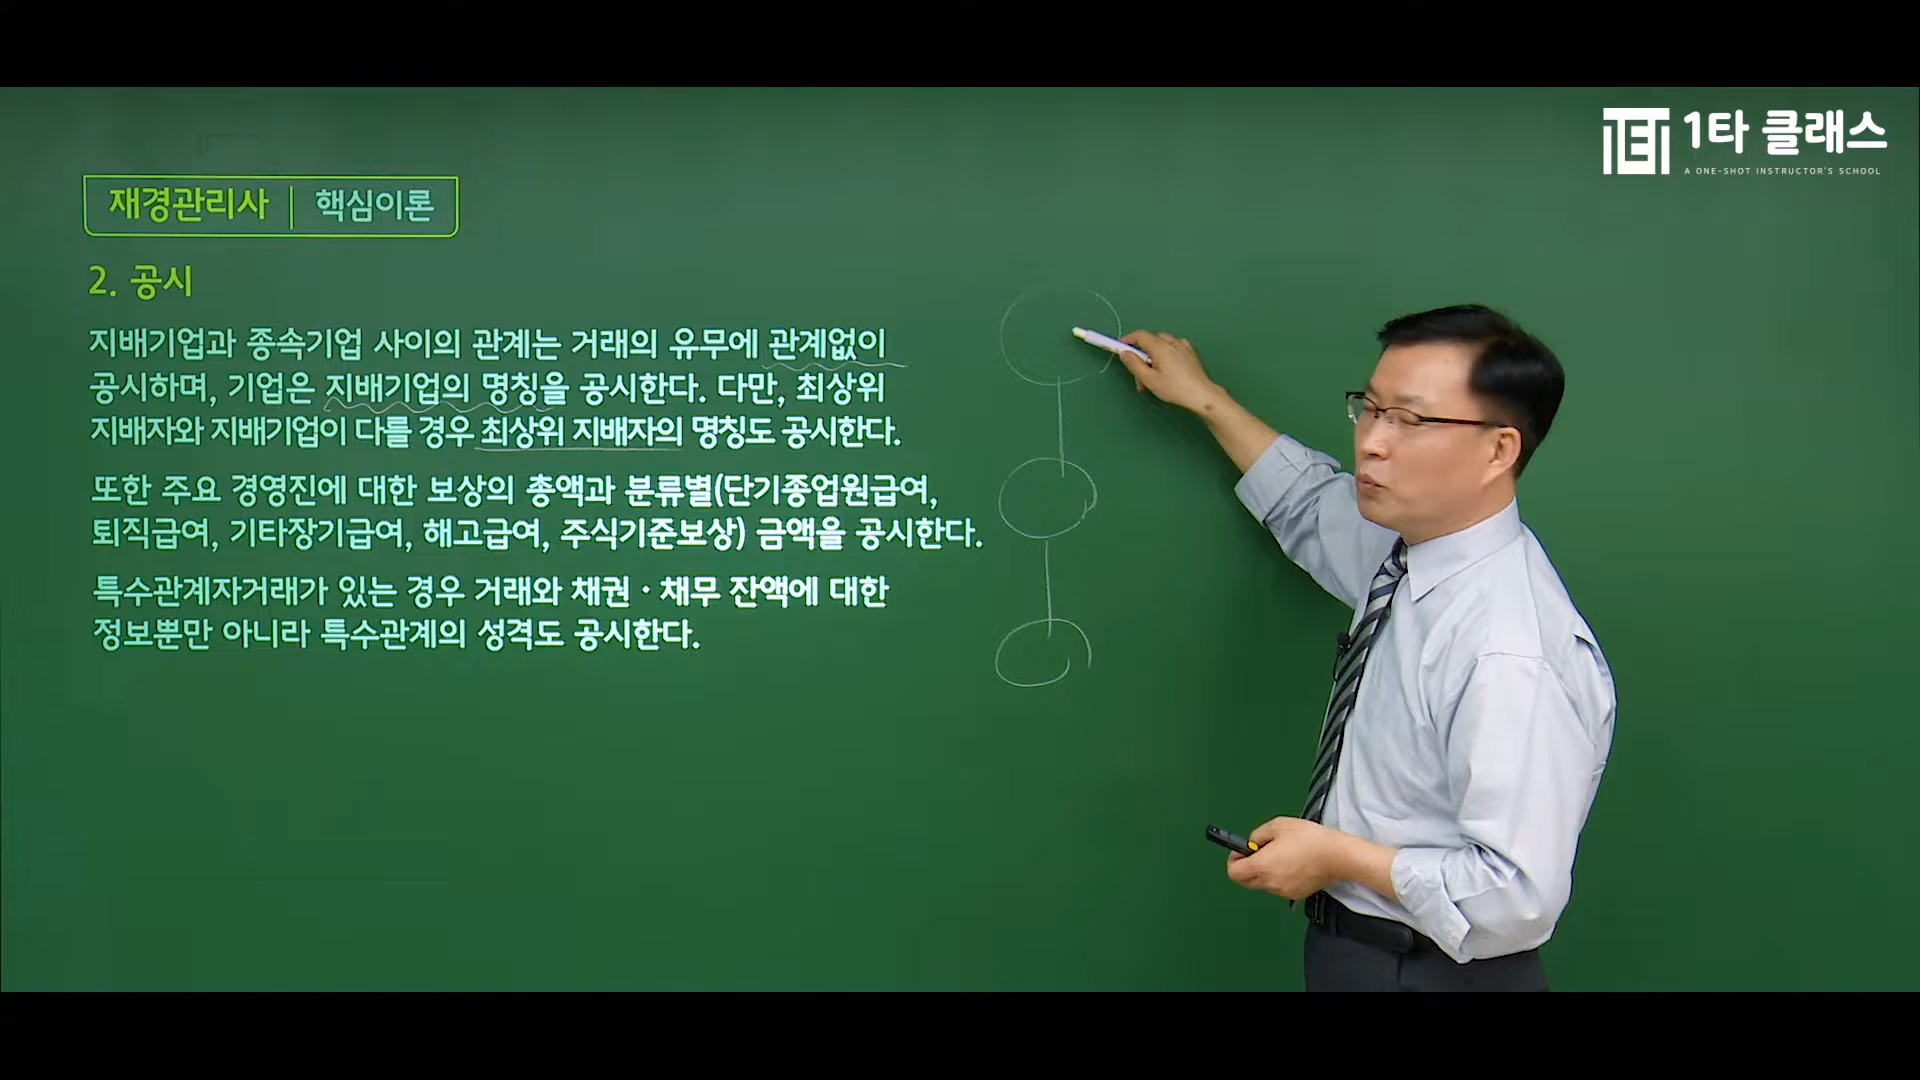 1타 클래스
A ONE-SHOT INSTRUCTOR'S SCHOOL
재경관리사 | 핵심이론
2. 공시
지배기업과 종속기업 사이의 관계는 거래의 유무에 관계없이
공시하며, 기업은 지배기업의 명칭을 공시한다. 다만, 최상위
지배자와 지배기업이 다를 경우 최상위 지배자의 명칭도 공시한다.
또한 주요 경영진에 대한 보상의 총액과 분류별(단기종업원급여,
퇴직급여, 기타장기급여, 해고급여, 주식기준보상) 금액을 공시한다.
특수관계자거래가 있는 경우 거래와 채권·채무 잔액에 대한
정보뿐만 아니라 특수관계의 성격도 공시한다.